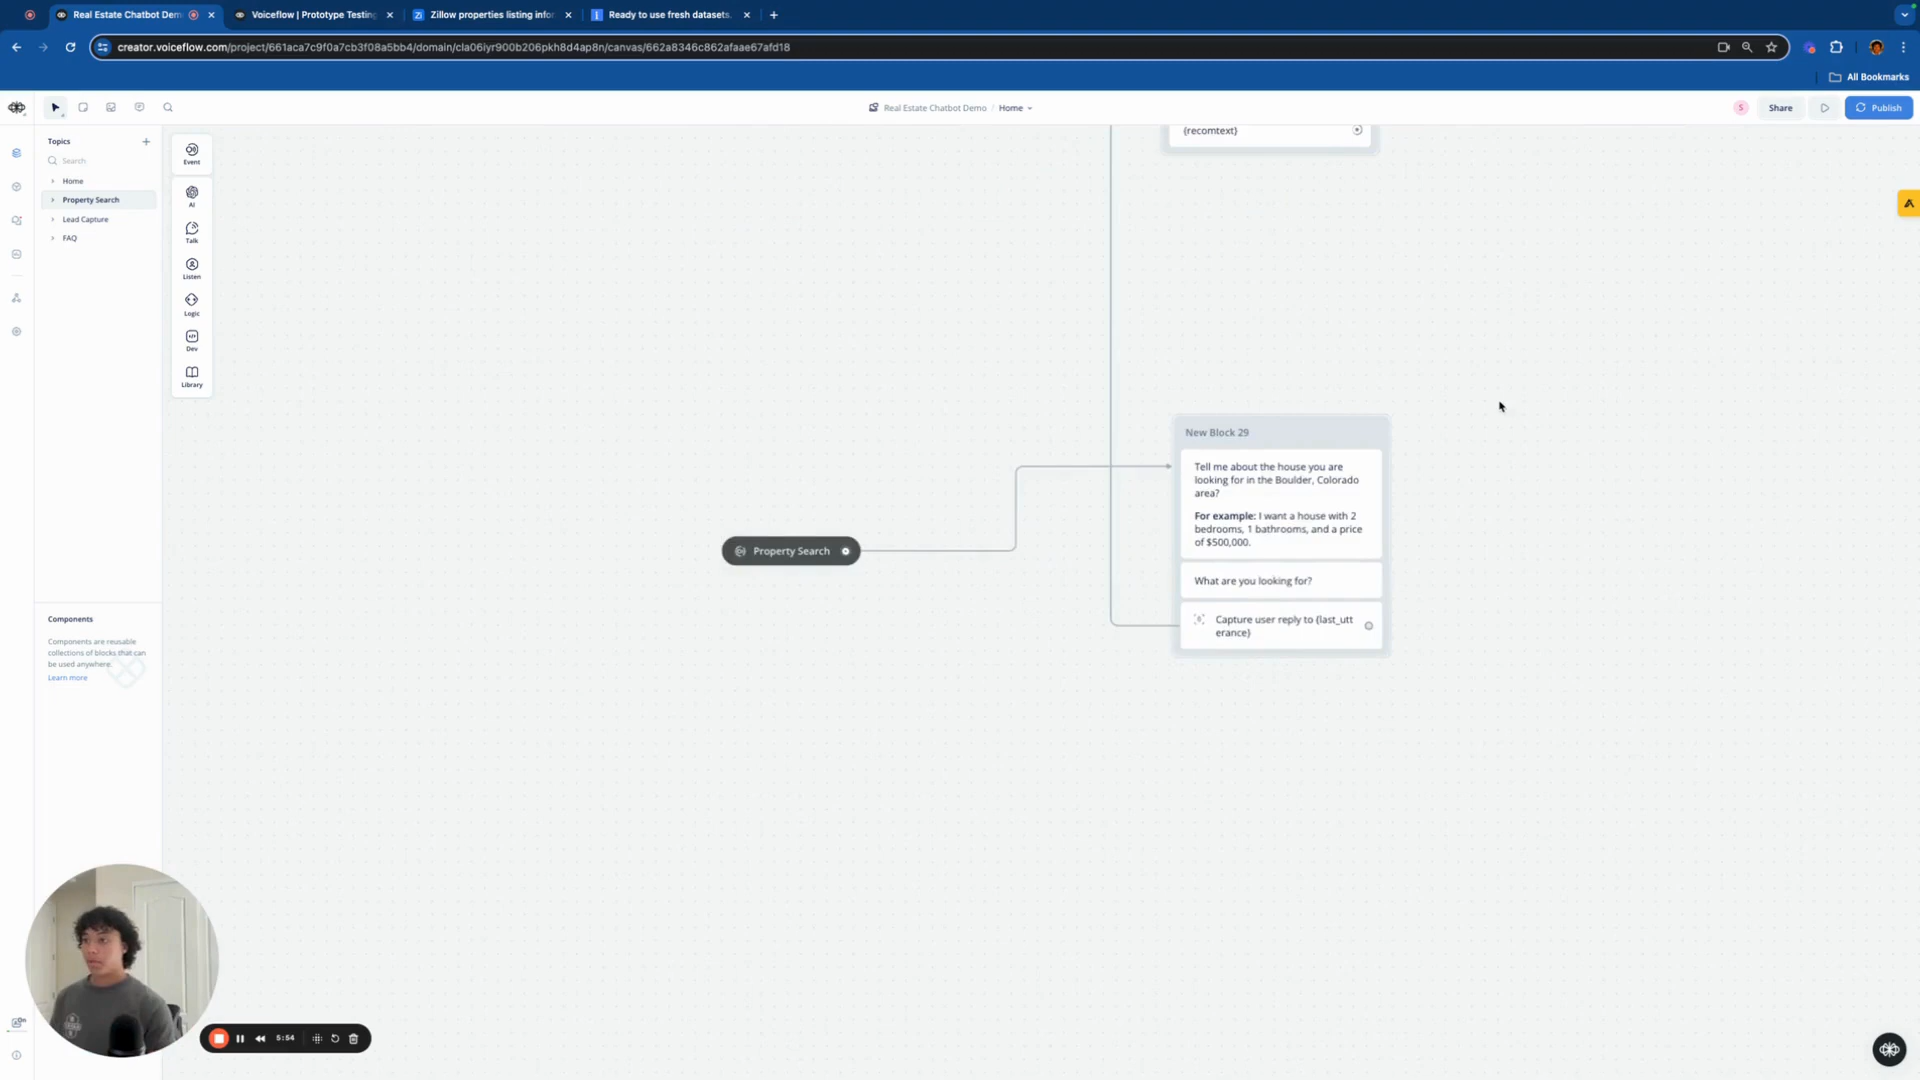 Real Estate Chatbot Dem
Voiceflow | Prototype Testing
Zillow properties listing infor
Ready to use fresh datasets.
creator.voiceflow.com/project/661aca7c9f0a7cb3f08a5bb4/domain/cla06iyr900b206pkh8d4ap8n/canvas/662a8346c862afaae67afd18
All Bookmarks
Real Estate Chatbot Demo / Home
S
Share
Publish
Topics
Search
Home
Property Search
Lead Capture
FAQ
Event
AI
Talk
Listen
Logic
Dev
Library
{recomtext}
New Block 29
Tell me about the house you are
looking for in the Boulder, Colorado
area?
For example: I want a house with 2
bedrooms, 1 bathrooms, and a price
of $500,000.
What are you looking for?
Capture user reply to {last_utt
erance}
Property Search
Components
Components are reusable
collections of blocks that can
be used anywhere.
Learn more
5:54